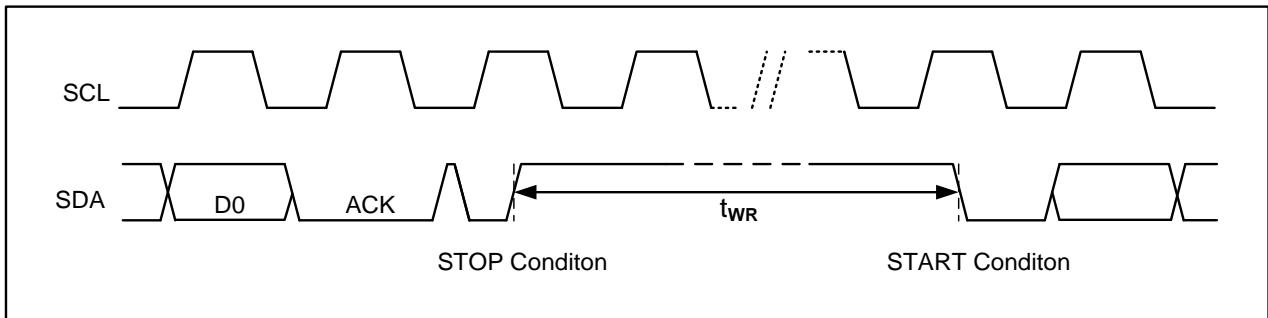 SCL
SDA
D0
ACK
tWR
STOP Conditon
START Conditon